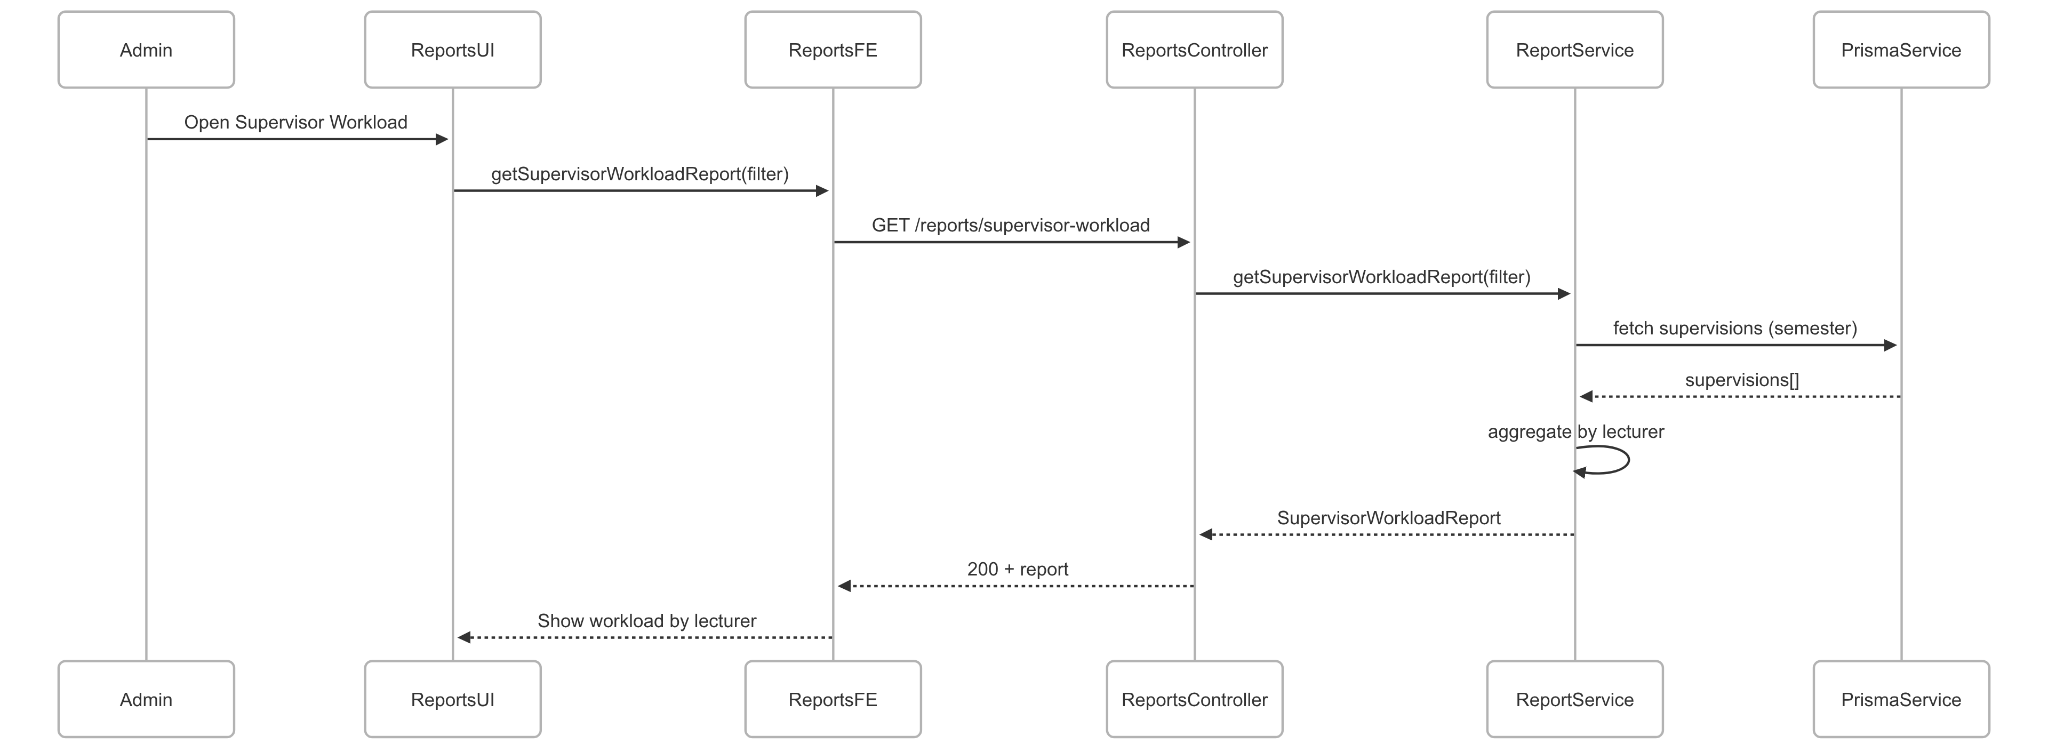 Admin
ReportsUI
ReportsFE
ReportsController
ReportService
PrismaService
Open Supervisor Workload
getSupervisorWorkloadReport(filter)
GET /reports/supervisor-workload
getSupervisorWorkloadReport(filter)
fetch supervisions (semester)
supervisions[]
aggregate by lecturer
SupervisorWorkloadReport
200 + report
Show workload by lecturer
Admin
ReportsUI
ReportsFE
ReportsController
ReportService
PrismaService